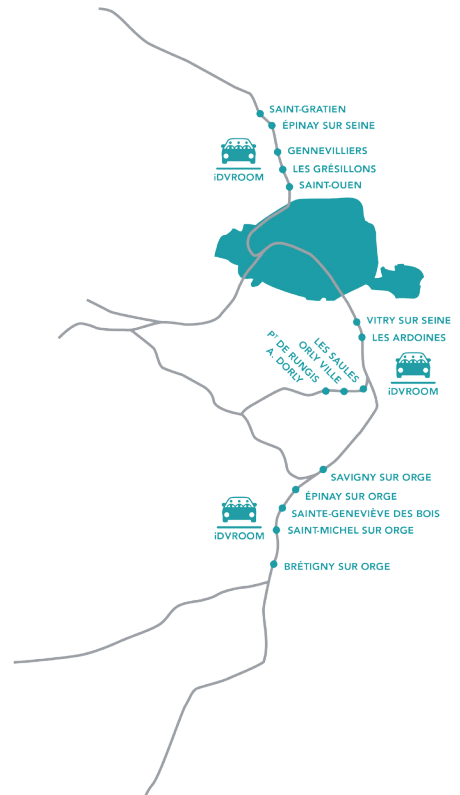 SAINT-GRATIEN
ÉPINAY SUR SEINE
GENNEVILLIERS
iDVROOM
LES GRÉSILLONS
SAINT-OUEN
VITRY SUR SEINE
LES ARDOINES
LES SAULES
ORLY VILLE
PT DE RUNGIS
A. DORLY
iDVROOM
SAVIGNY SUR ORGE
ÉPINAY SUR ORGE
SAINTE-GENEVIÈVE DES BOIS
SAINT-MICHEL SUR ORGE
iDVROOM
BRÉTIGNY SUR ORGE